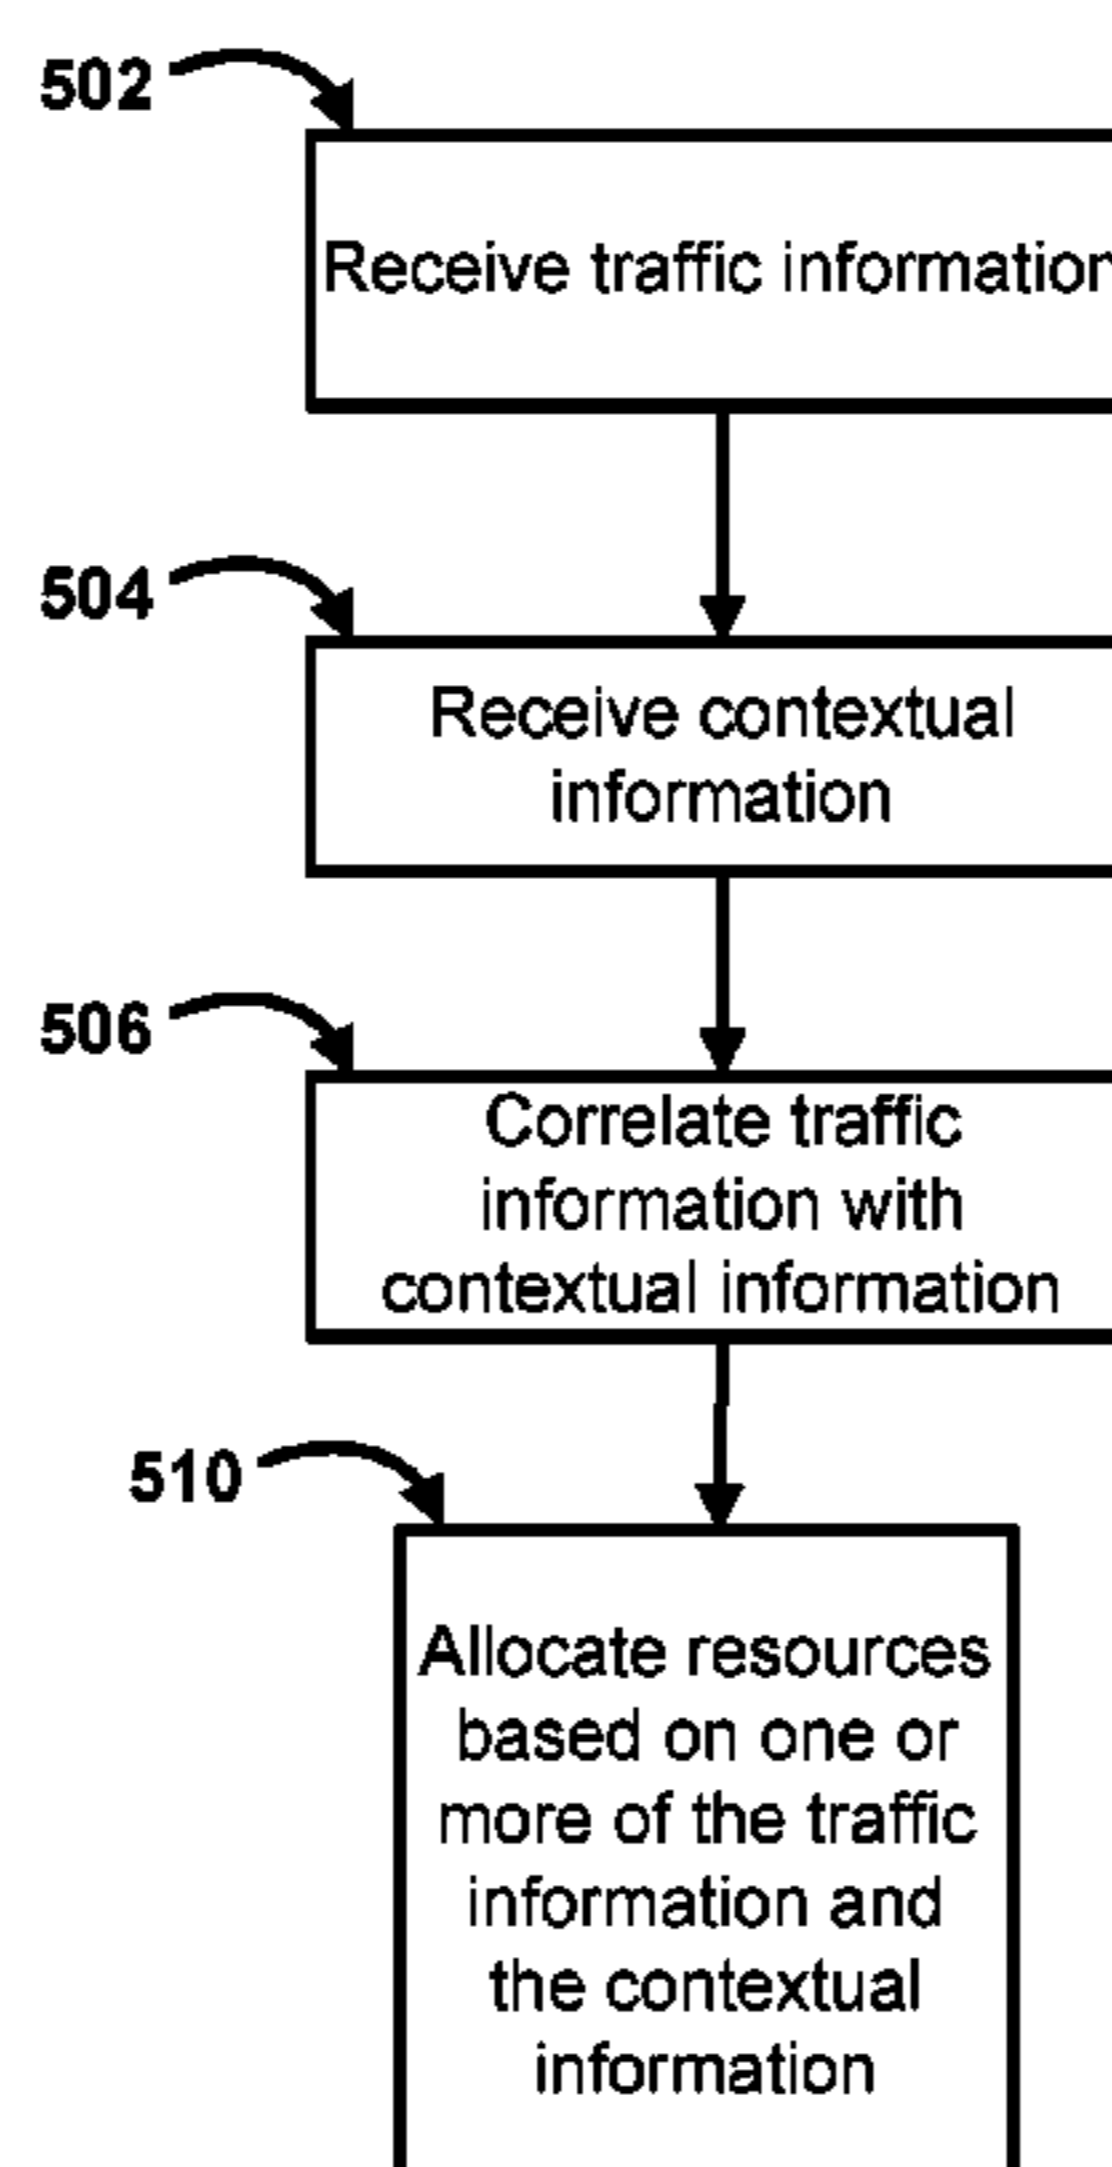 502
Receive traffic information
504
Receive contextual
information
506
Correlate traffic
information with
contextual information
510
Allocate resources
based on one or
more of the traffic
information and
the contextual
information